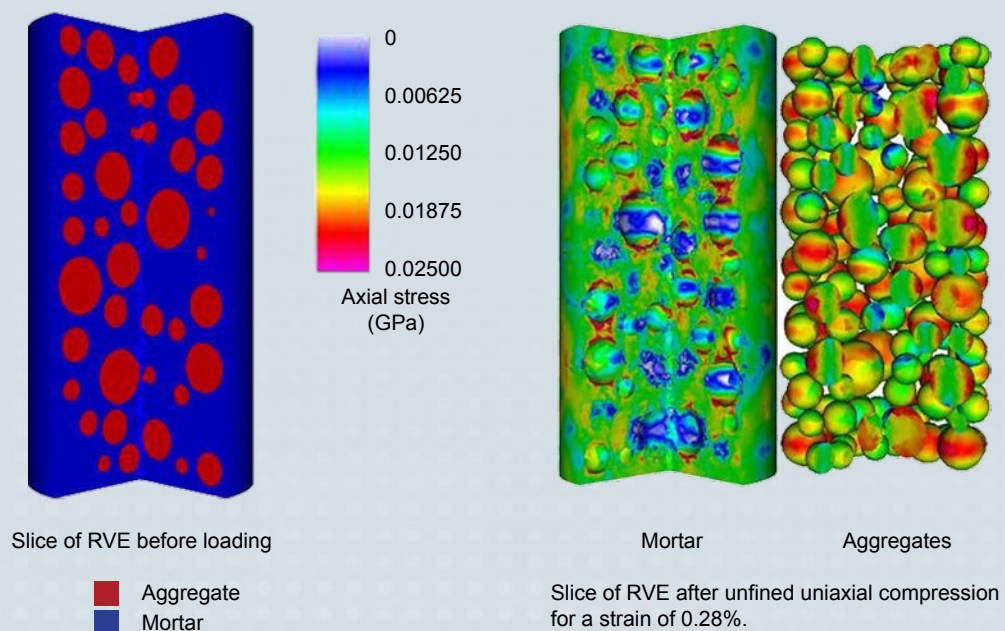 0
0.00625
0.01250
0.01875
0.02500
Axial stress
(GPa)
Slice of RVE before loading
Aggregate
Mortar
Mortar
Aggregates
Slice of RVE after unfined uniaxial compression
for a strain of 0.28%.